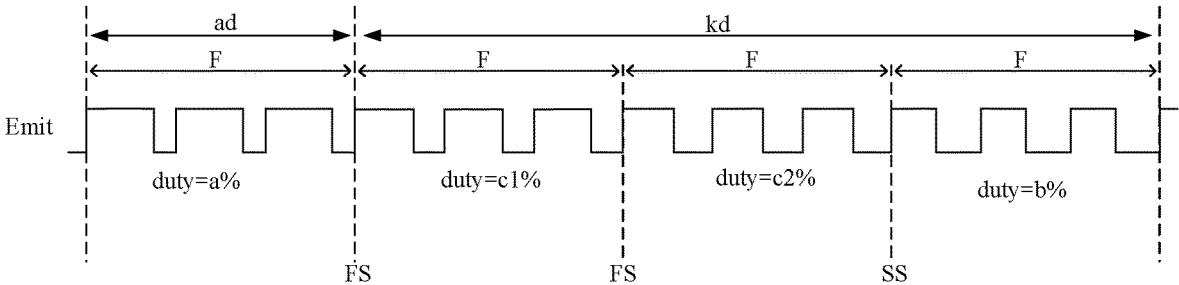 ad kd
F F F F
Emit
duty=a% duty=c1% duty=c2% duty=b%
FS FS SS